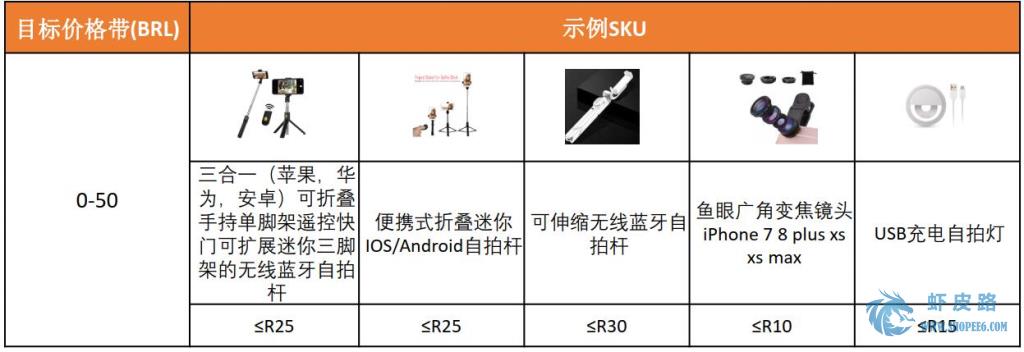 目标价格带(BRL)
示例SKU
0-50
三合一（苹果，华
为，安卓）可折叠
手持单脚架遥控快
门可扩展迷你三脚
架的无线蓝牙自拍
杆
便携式折叠迷你
IOS/Android自拍杆
可伸缩无线蓝牙自
拍杆
鱼眼广角变焦镜头
iPhone 7 8 plus xs
xs max
USB充电自拍灯
≤R25
≤R25
≤R30
≤R10
≤R15
虾皮路
WWW.SHOPEE6.COM